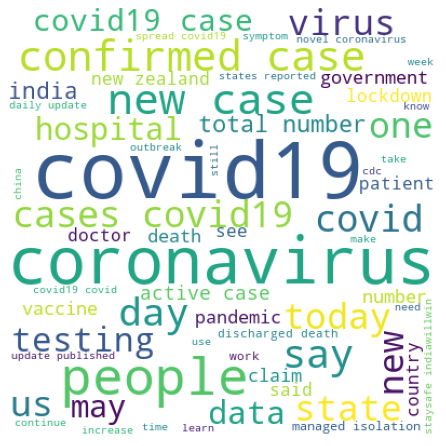 covid19 case
spread covid19
symptom
novel coronavirus
virus
confirmed case
week
india
new zealand
states reported
government
daily update
new case
lockdown
know
hospital
total number
one
outbreak
still
take
china
covid19
cdc
patient
cases covid19
covid
doctor
death
see
make
coronavirus
covid19 covid
active case
number
vaccine
day
pandemic
today
need
new
country
staysafe indiawillwin
testing
discharged death
say
update published
use
work
people
claim
state
said
us
may
data
managed isolation
continue
increase
time
learn